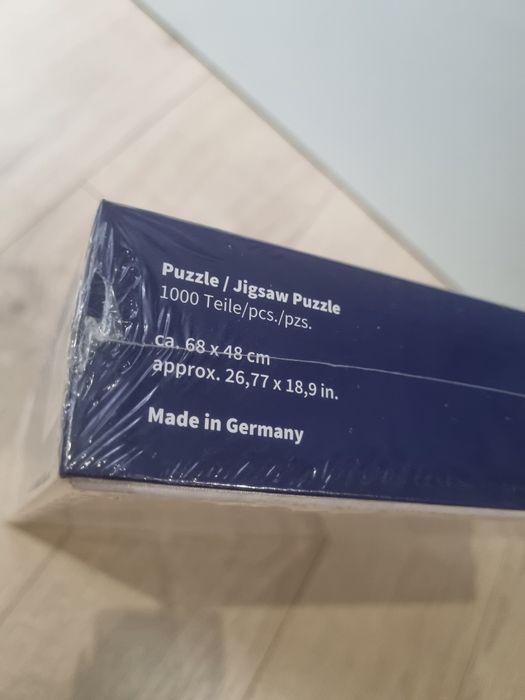 Puzzle / Jigsaw Puzzle
1000 Teile/pcs./pzs.
ca. 68 x 48 cm
approx. 26,77 x 18,9 in.
Made in Germany